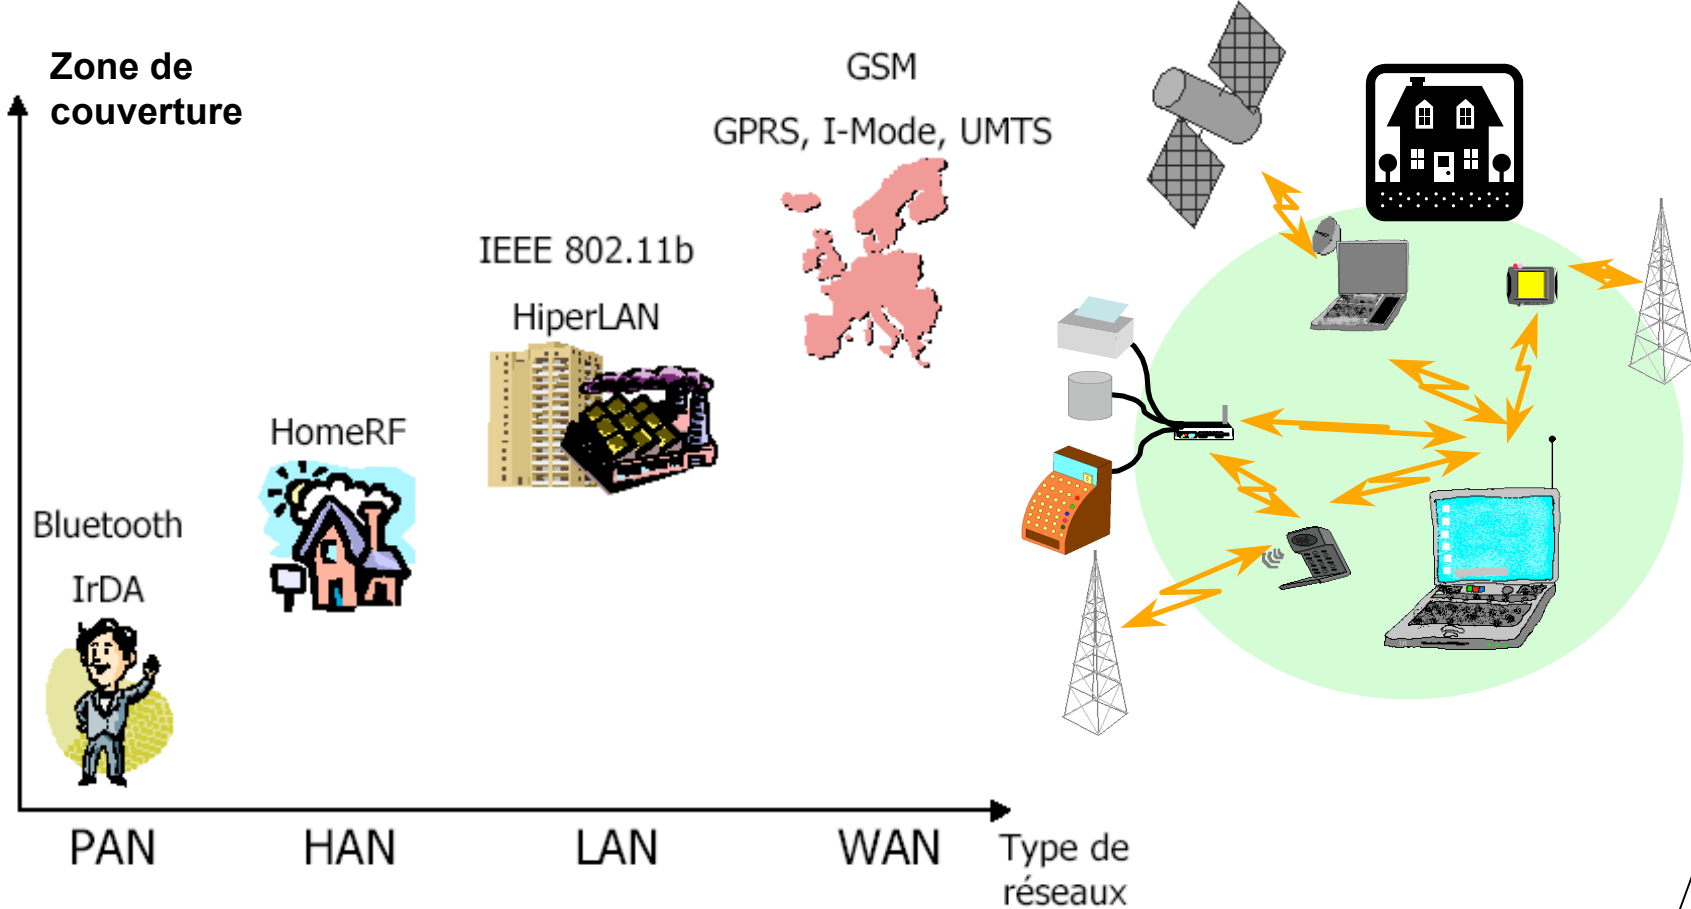 Zone de
couverture
GSM
GPRS, I-Mode, UMTS
IEEE 802.11b
HiperLAN
HomeRF
Bluetooth
IrDA
PAN
HAN
LAN
WAN
Type de
réseaux